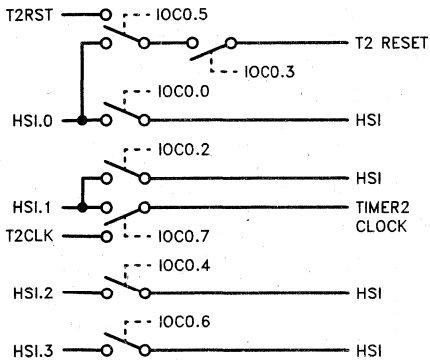 T2RST
IOC0.5
T2 RESET
IOC0.3
IOC0.0
HSI.0
HSI
IOC0.2
HSI
HSI.1
TIMER2
CLOCK
T2CLK
IOC0.7
IOC0.4
HSI.2
HSI
IOC0.6
HSI.3
HSI